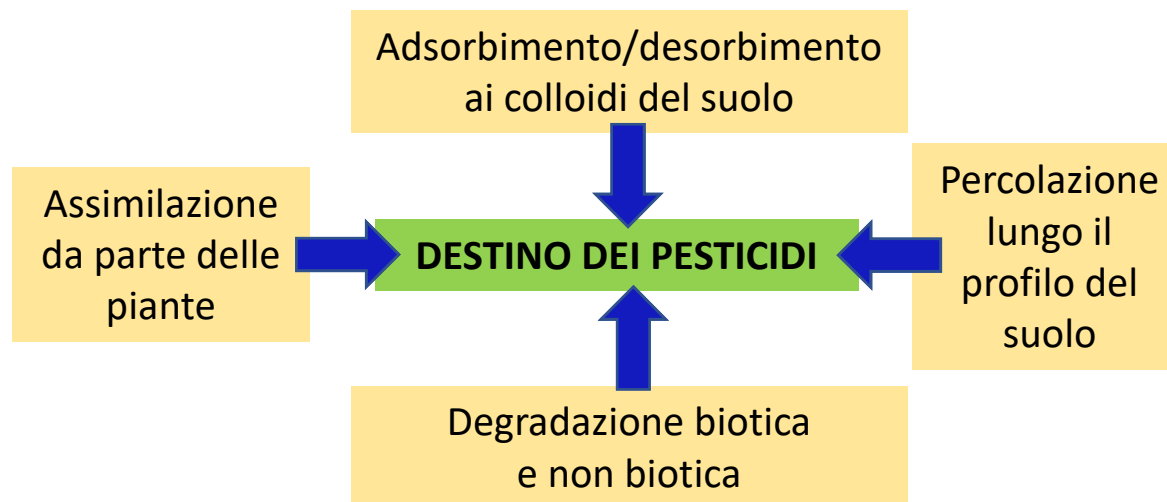 Adsorbimento/desorbimento
ai colloidi del suolo
Assimilazione
da parte delle
piante
DESTINO DEI PESTICIDI
Percolazione
lungo il
profilo del
suolo
Degradazione biotica
e non biotica